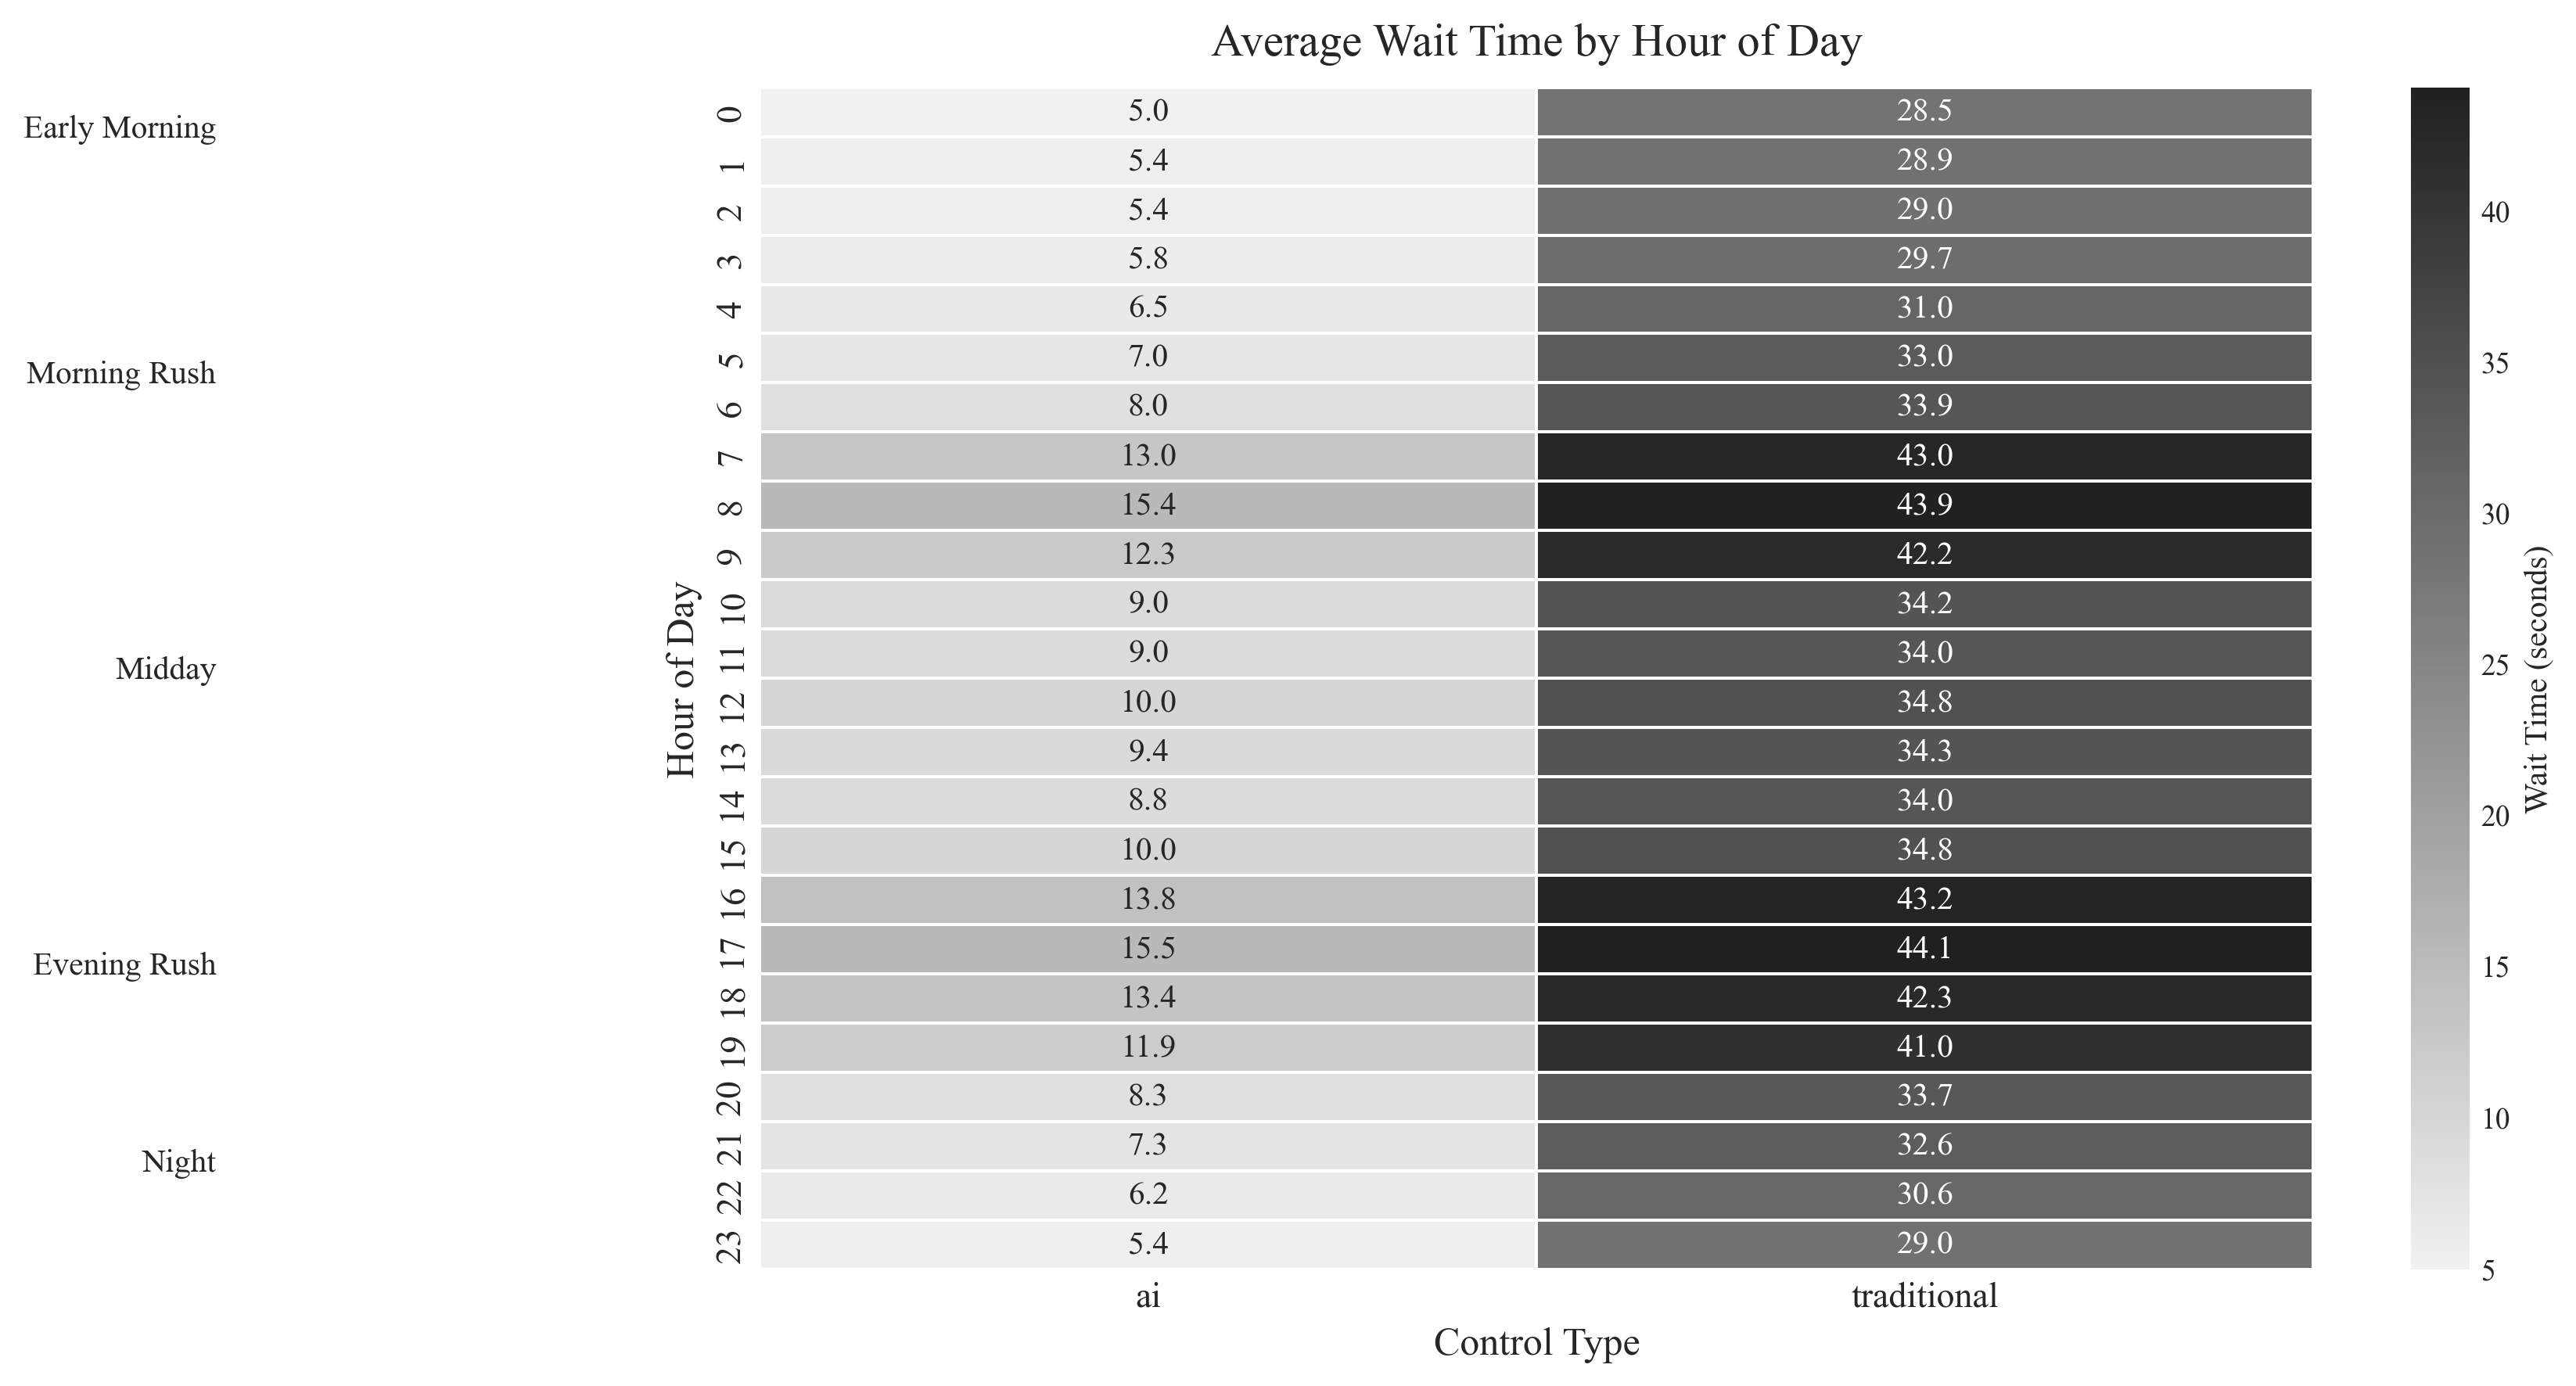 Average Wait Time by Hour of Day
Early Morning
Morning Rush
Midday
Evening Rush
Night
Hour of Day
0 5.0 28.5
1 5.4 28.9
2 5.4 29.0
3 5.8 29.7
4 6.5 31.0
5 7.0 33.0
6 8.0 33.9
7 13.0 43.0
8 15.4 43.9
9 12.3 42.2
10 9.0 34.2
11 9.0 34.0
12 10.0 34.8
13 9.4 34.3
14 8.8 34.0
15 10.0 34.8
16 13.8 43.2
17 15.5 44.1
18 13.4 42.3
19 11.9 41.0
20 8.3 33.7
21 7.3 32.6
22 6.2 30.6
23 5.4 29.0
ai traditional
Control Type
40
35
30
25
20
15
10
5
Wait Time (seconds)